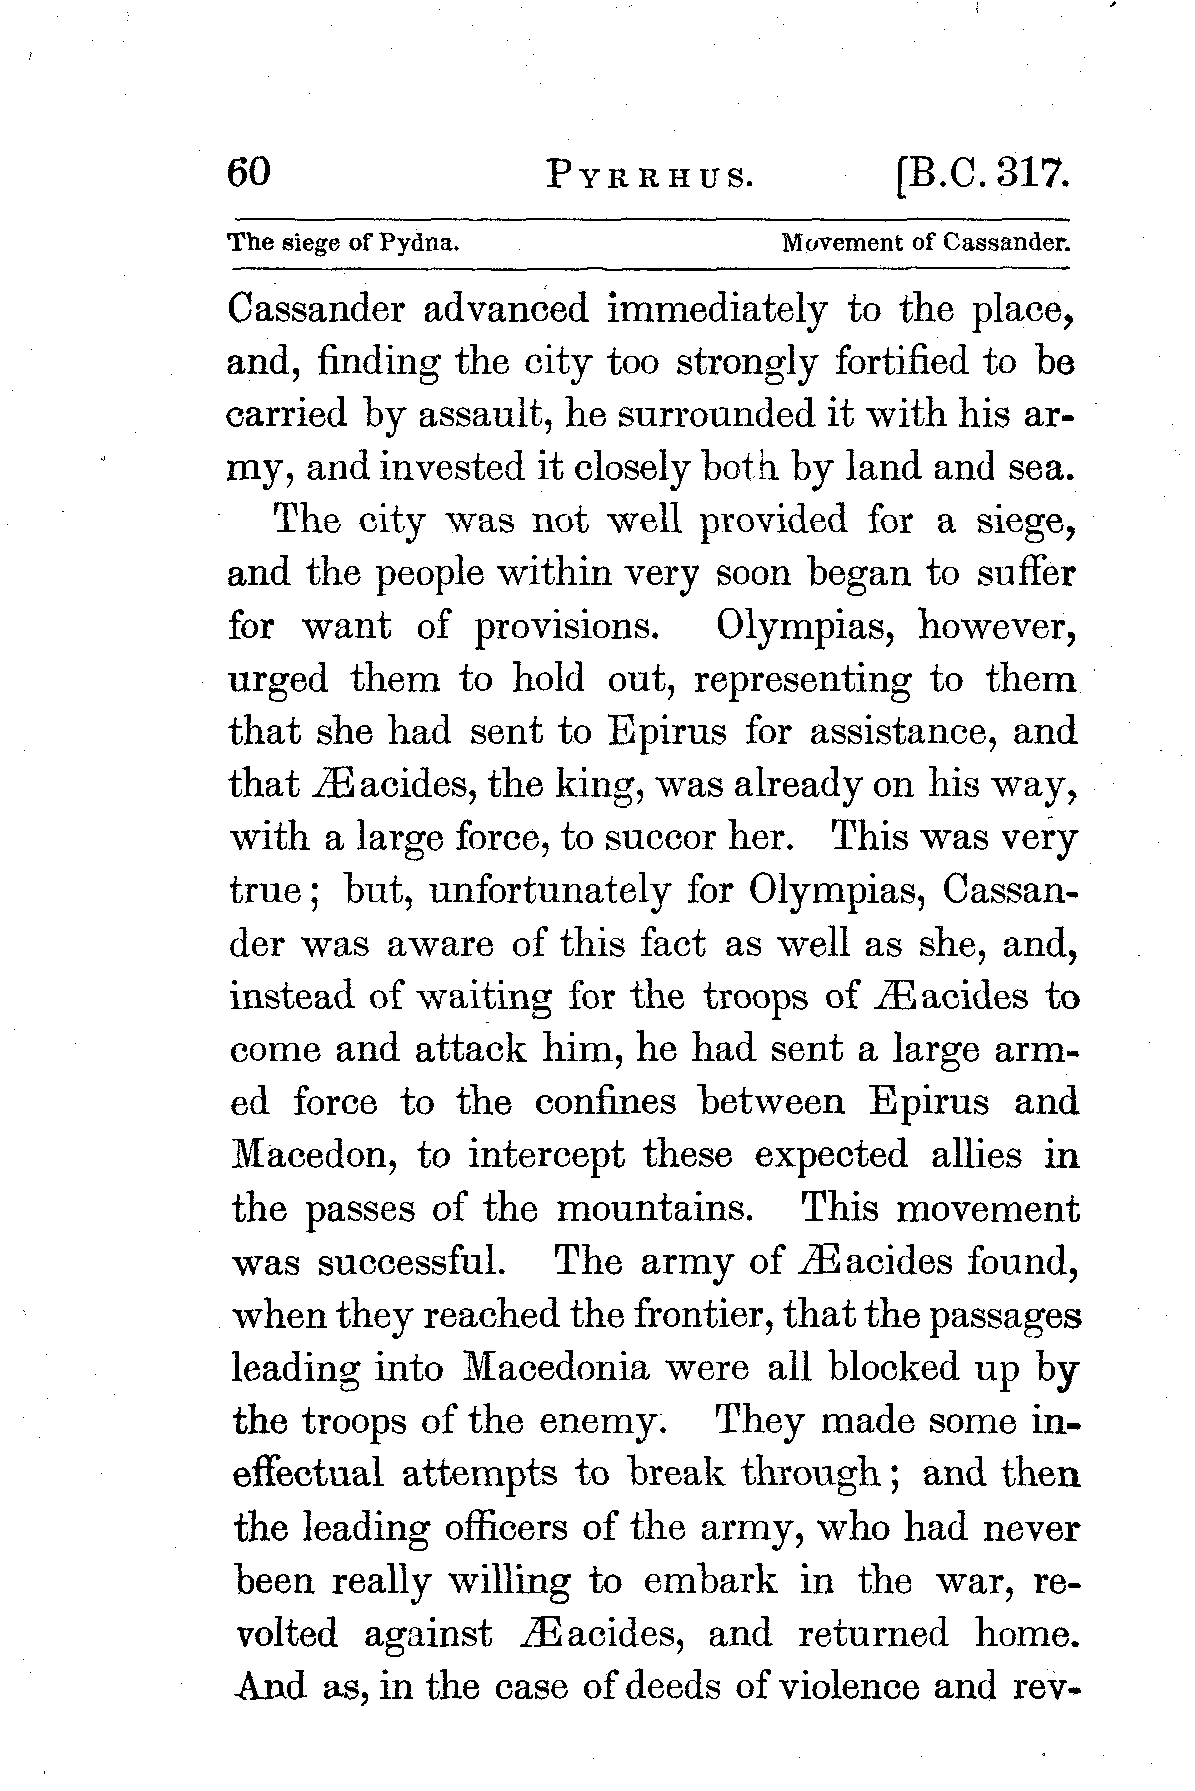 60 PYRRHUS. [B.C. 317.
The siege of Pydna. Movement of Cassander.
Cassander advanced immediately to the place,
and, finding the city too strongly fortified to be
carried by assault, he surrounded it with his ar-
my, and invested it closely both by land and sea.
The city was not well provided for a siege,
and the people within very soon began to suffer
for want of provisions. Olympias, however,
urged them to hold out, representing to them
that she had sent to Epirus for assistance, and
that Æacides, the king, was already on his way,
with a large force, to succor her. This was very
true; but, unfortunately for Olympias, Cassan-
der was aware of this fact as well as she, and,
instead of waiting for the troops of Æacides to
come and attack him, he had sent a large arm-
ed force to the confines between Epirus and
Macedon, to intercept these expected allies in
the passes of the mountains. This movement
was successful. The army of Æacides found,
when they reached the frontier, that the passages
leading into Macedonia were all blocked up by
the troops of the enemy. They made some in-
effectual attempts to break through; and then
the leading officers of the army, who had never
been really willing to embark in the war, re-
volted against Æacides, and returned home.
And as, in the case of deeds of violence and rev-